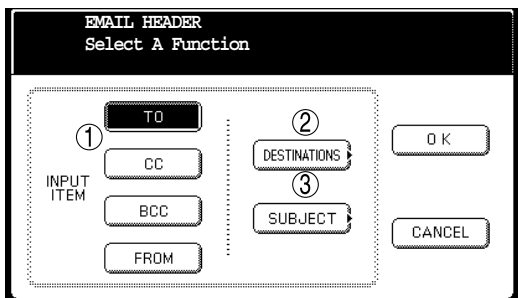 EMAIL HEADER
Select A Function
INPUT ITEM
①
TO
CC
BCC
FROM
②
DESTINATIONS
③
SUBJECT
OK
CANCEL